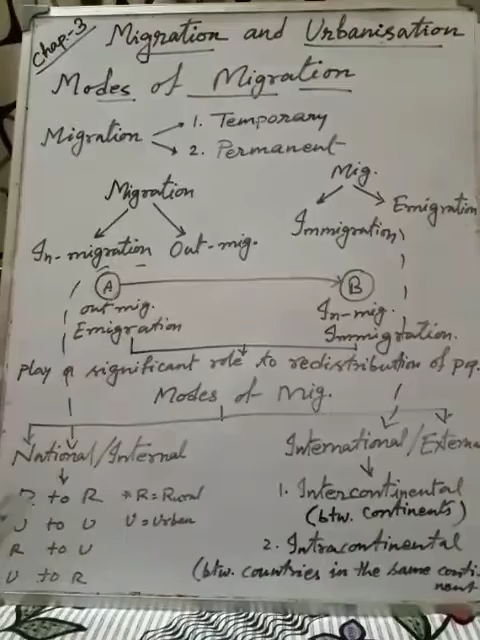 Chap-3
Migration and Urbanisation
Modes of Migration
Migration
1. Temporary
2. Permanent
Migration
In-migration Out-mig.
Mig.
Immigration Emigration
A B
out mig.
Emigration
In-mig.
Immigration.
Play a significant role to redistribution of
Modes of Mig.
National/Internal
to R
to U
R to U
U to R
* R = Rural
U = Urban
International/Externa
1. Intercontinental
(btw. continents)
2. Intracontinental
(btw. countries in the same conti-
nent